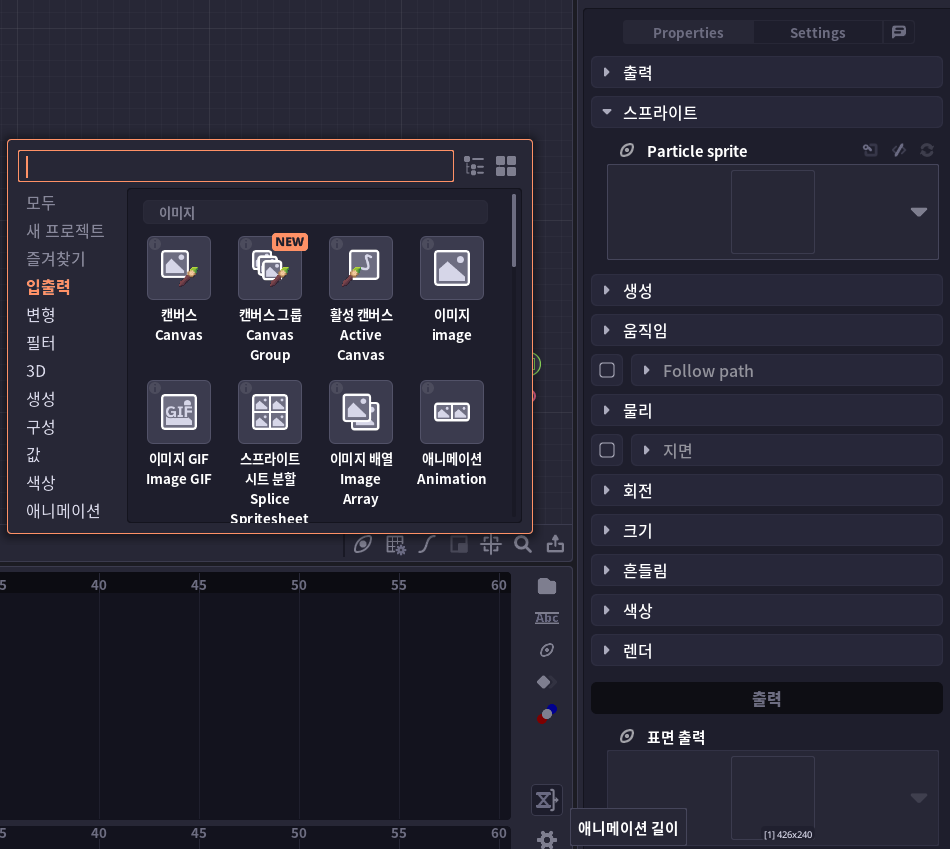 Properties
Settings
출력
스프라이트
Particle sprite
생성
움직임
Follow path
물리
지면
회전
크기
흔들림
색상
렌더
출력
표면 출력
[1] 426x240
모두
새 프로젝트
즐겨찾기
입출력
변형
필터
3D
생성
구성
값
색상
애니메이션
이미지
NEW
캔버스
Canvas
캔버스 그룹
Canvas
Group
활성 캔버스
Active
Canvas
이미지
image
GIF
이미지 GIF
Image GIF
스프라이트
시트 분할
Splice
Spritesheet
이미지 배열
Image
Array
애니메이션
Animation
5
40
45
50
55
60
Abc
5
40
45
50
55
60
애니메이션 길이